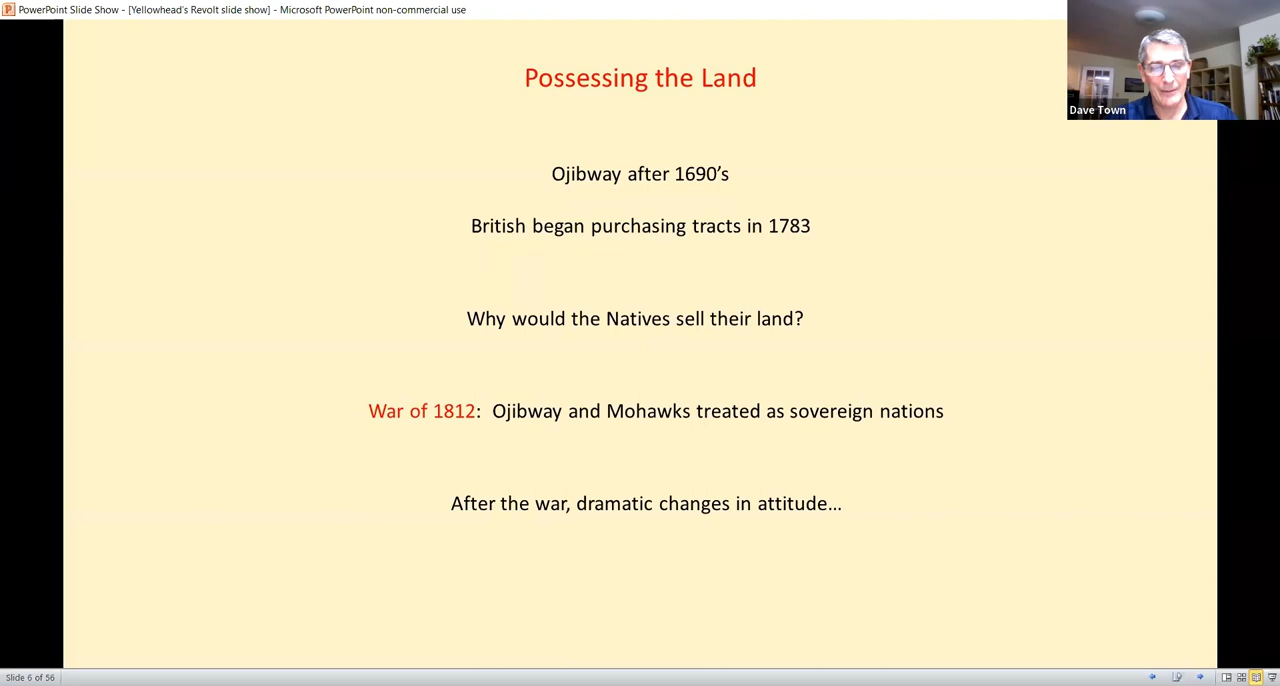 PowerPoint Slide Show - [Yellowhead's Revolt slide show] - Microsoft PowerPoint non-commercial use
Dave Town
Possessing the Land
Ojibway after 1690’s
British began purchasing tracts in 1783
Why would the Natives sell their land?
War of 1812: Ojibway and Mohawks treated as sovereign nations
After the war, dramatic changes in attitude…
Slide 6 of 56